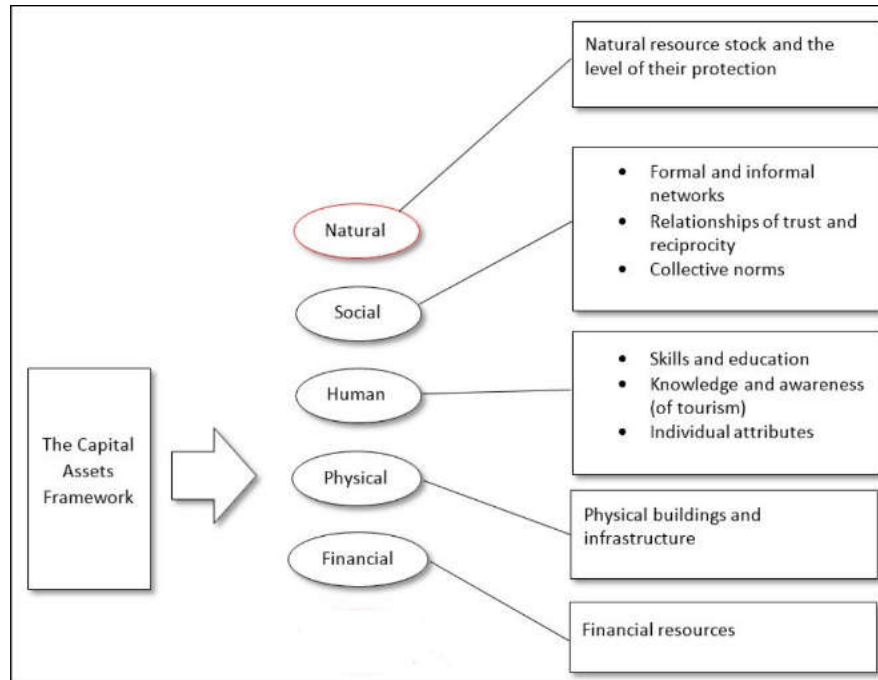 The Capital
Assets
Framework
Natural
Social
Human
Physical
Financial
Natural resource stock and the
level of their protection
• Formal and informal
networks
• Relationships of trust and
reciprocity
• Collective norms
• Skills and education
• Knowledge and awareness
(of tourism)
• Individual attributes
Physical buildings and
infrastructure
Financial resources